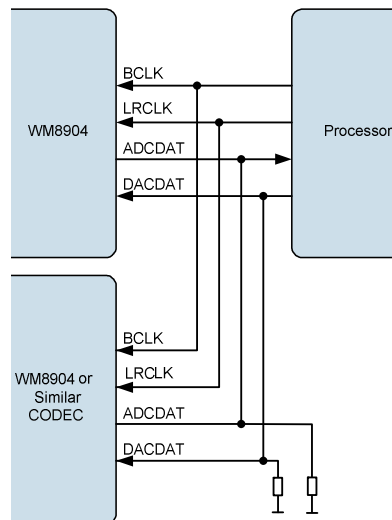 WM8904
BCLK
LRCLK
ADCDAT
DACDAT
Processor
WM8904 or
Similar
CODEC
BCLK
LRCLK
ADCDAT
DACDAT